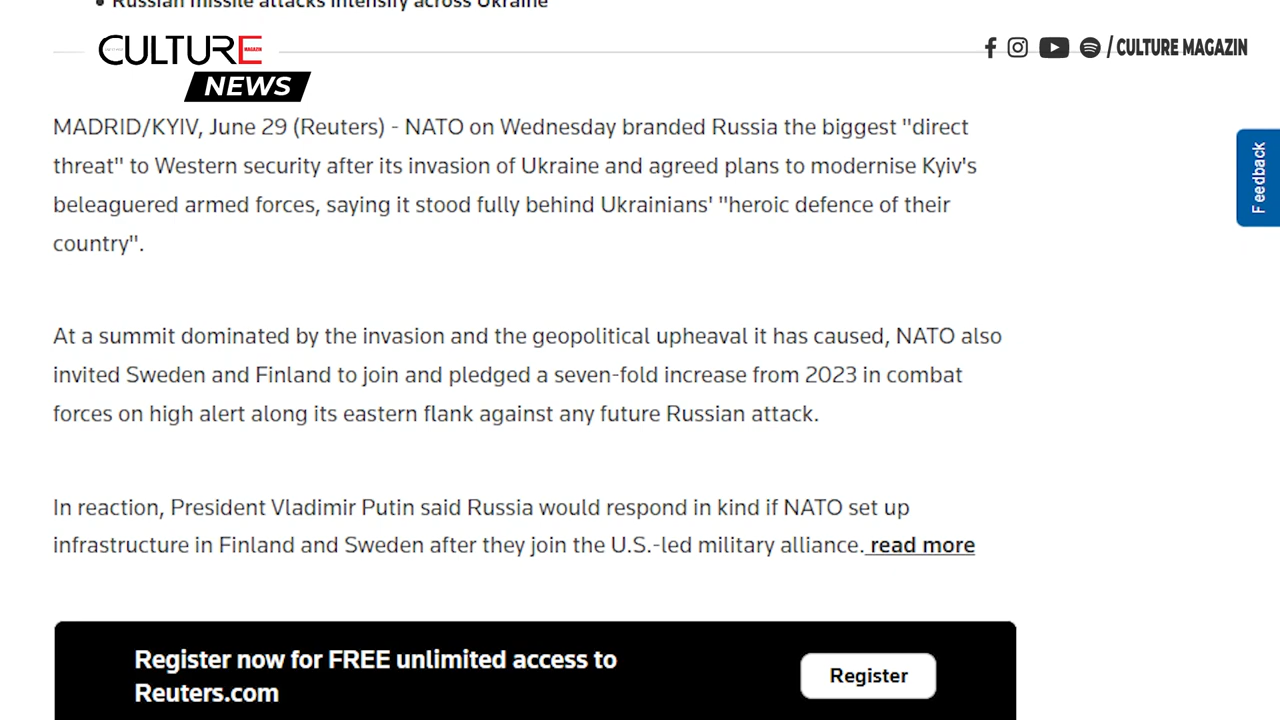 Russian missile attacks intensify across Ukraine
CULTURE
MAGAZIN
NEWS
/ CULTURE MAGAZIN
MADRID/KYIV, June 29 (Reuters) - NATO on Wednesday branded Russia the biggest "direct
threat" to Western security after its invasion of Ukraine and agreed plans to modernise Kyiv's
beleaguered armed forces, saying it stood fully behind Ukrainians' "heroic defence of their
country".
Feedback
At a summit dominated by the invasion and the geopolitical upheaval it has caused, NATO also
invited Sweden and Finland to join and pledged a seven-fold increase from 2023 in combat
forces on high alert along its eastern flank against any future Russian attack.
In reaction, President Vladimir Putin said Russia would respond in kind if NATO set up
infrastructure in Finland and Sweden after they join the U.S.-led military alliance. read more
Register now for FREE unlimited access to
Reuters.com
Register